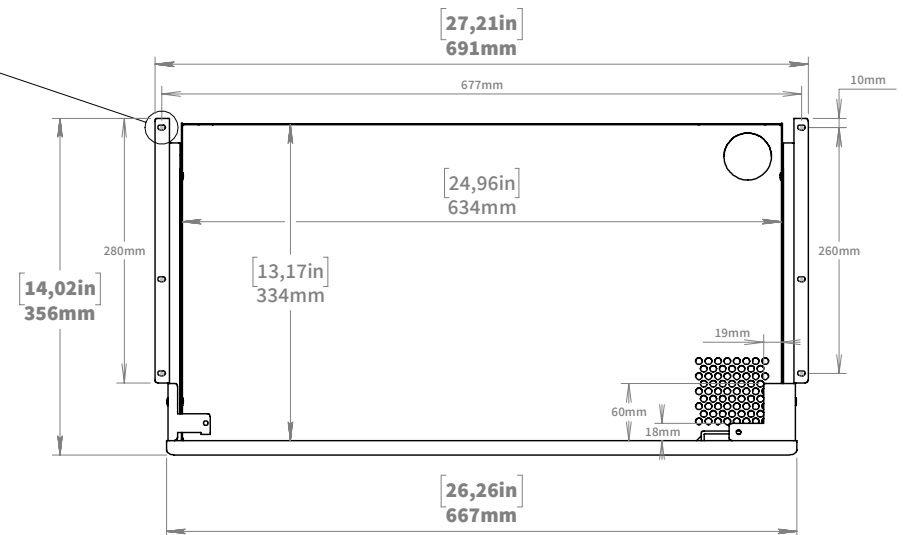 [27,21in]
691mm
677mm
10mm
[24,96in]
634mm
280mm
260mm
[13,17in]
334mm
[14,02in]
356mm
19mm
60mm
18mm
[26,26in]
667mm